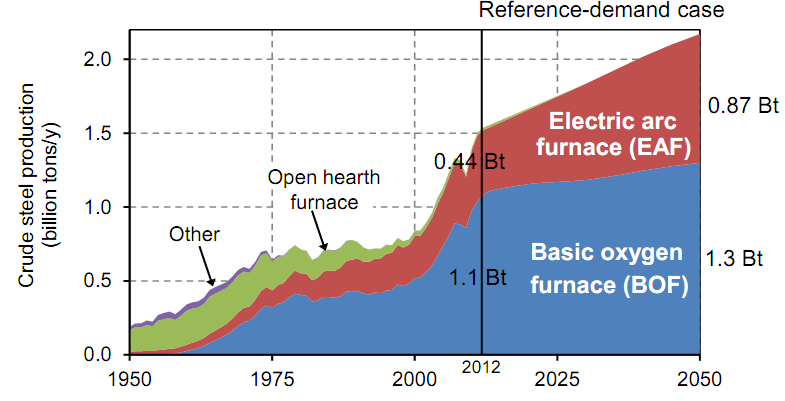 Reference-demand case
Crude steel production
(billion tons/y)
2.0
1.5
1.0
0.5
0.0
Other
Open hearth
furnace
0.44 Bt
1.1 Bt
Electric arc
furnace (EAF)
Basic oxygen
furnace (BOF)
0.87 Bt
1.3 Bt
1950
1975
2000
2012
2025
2050